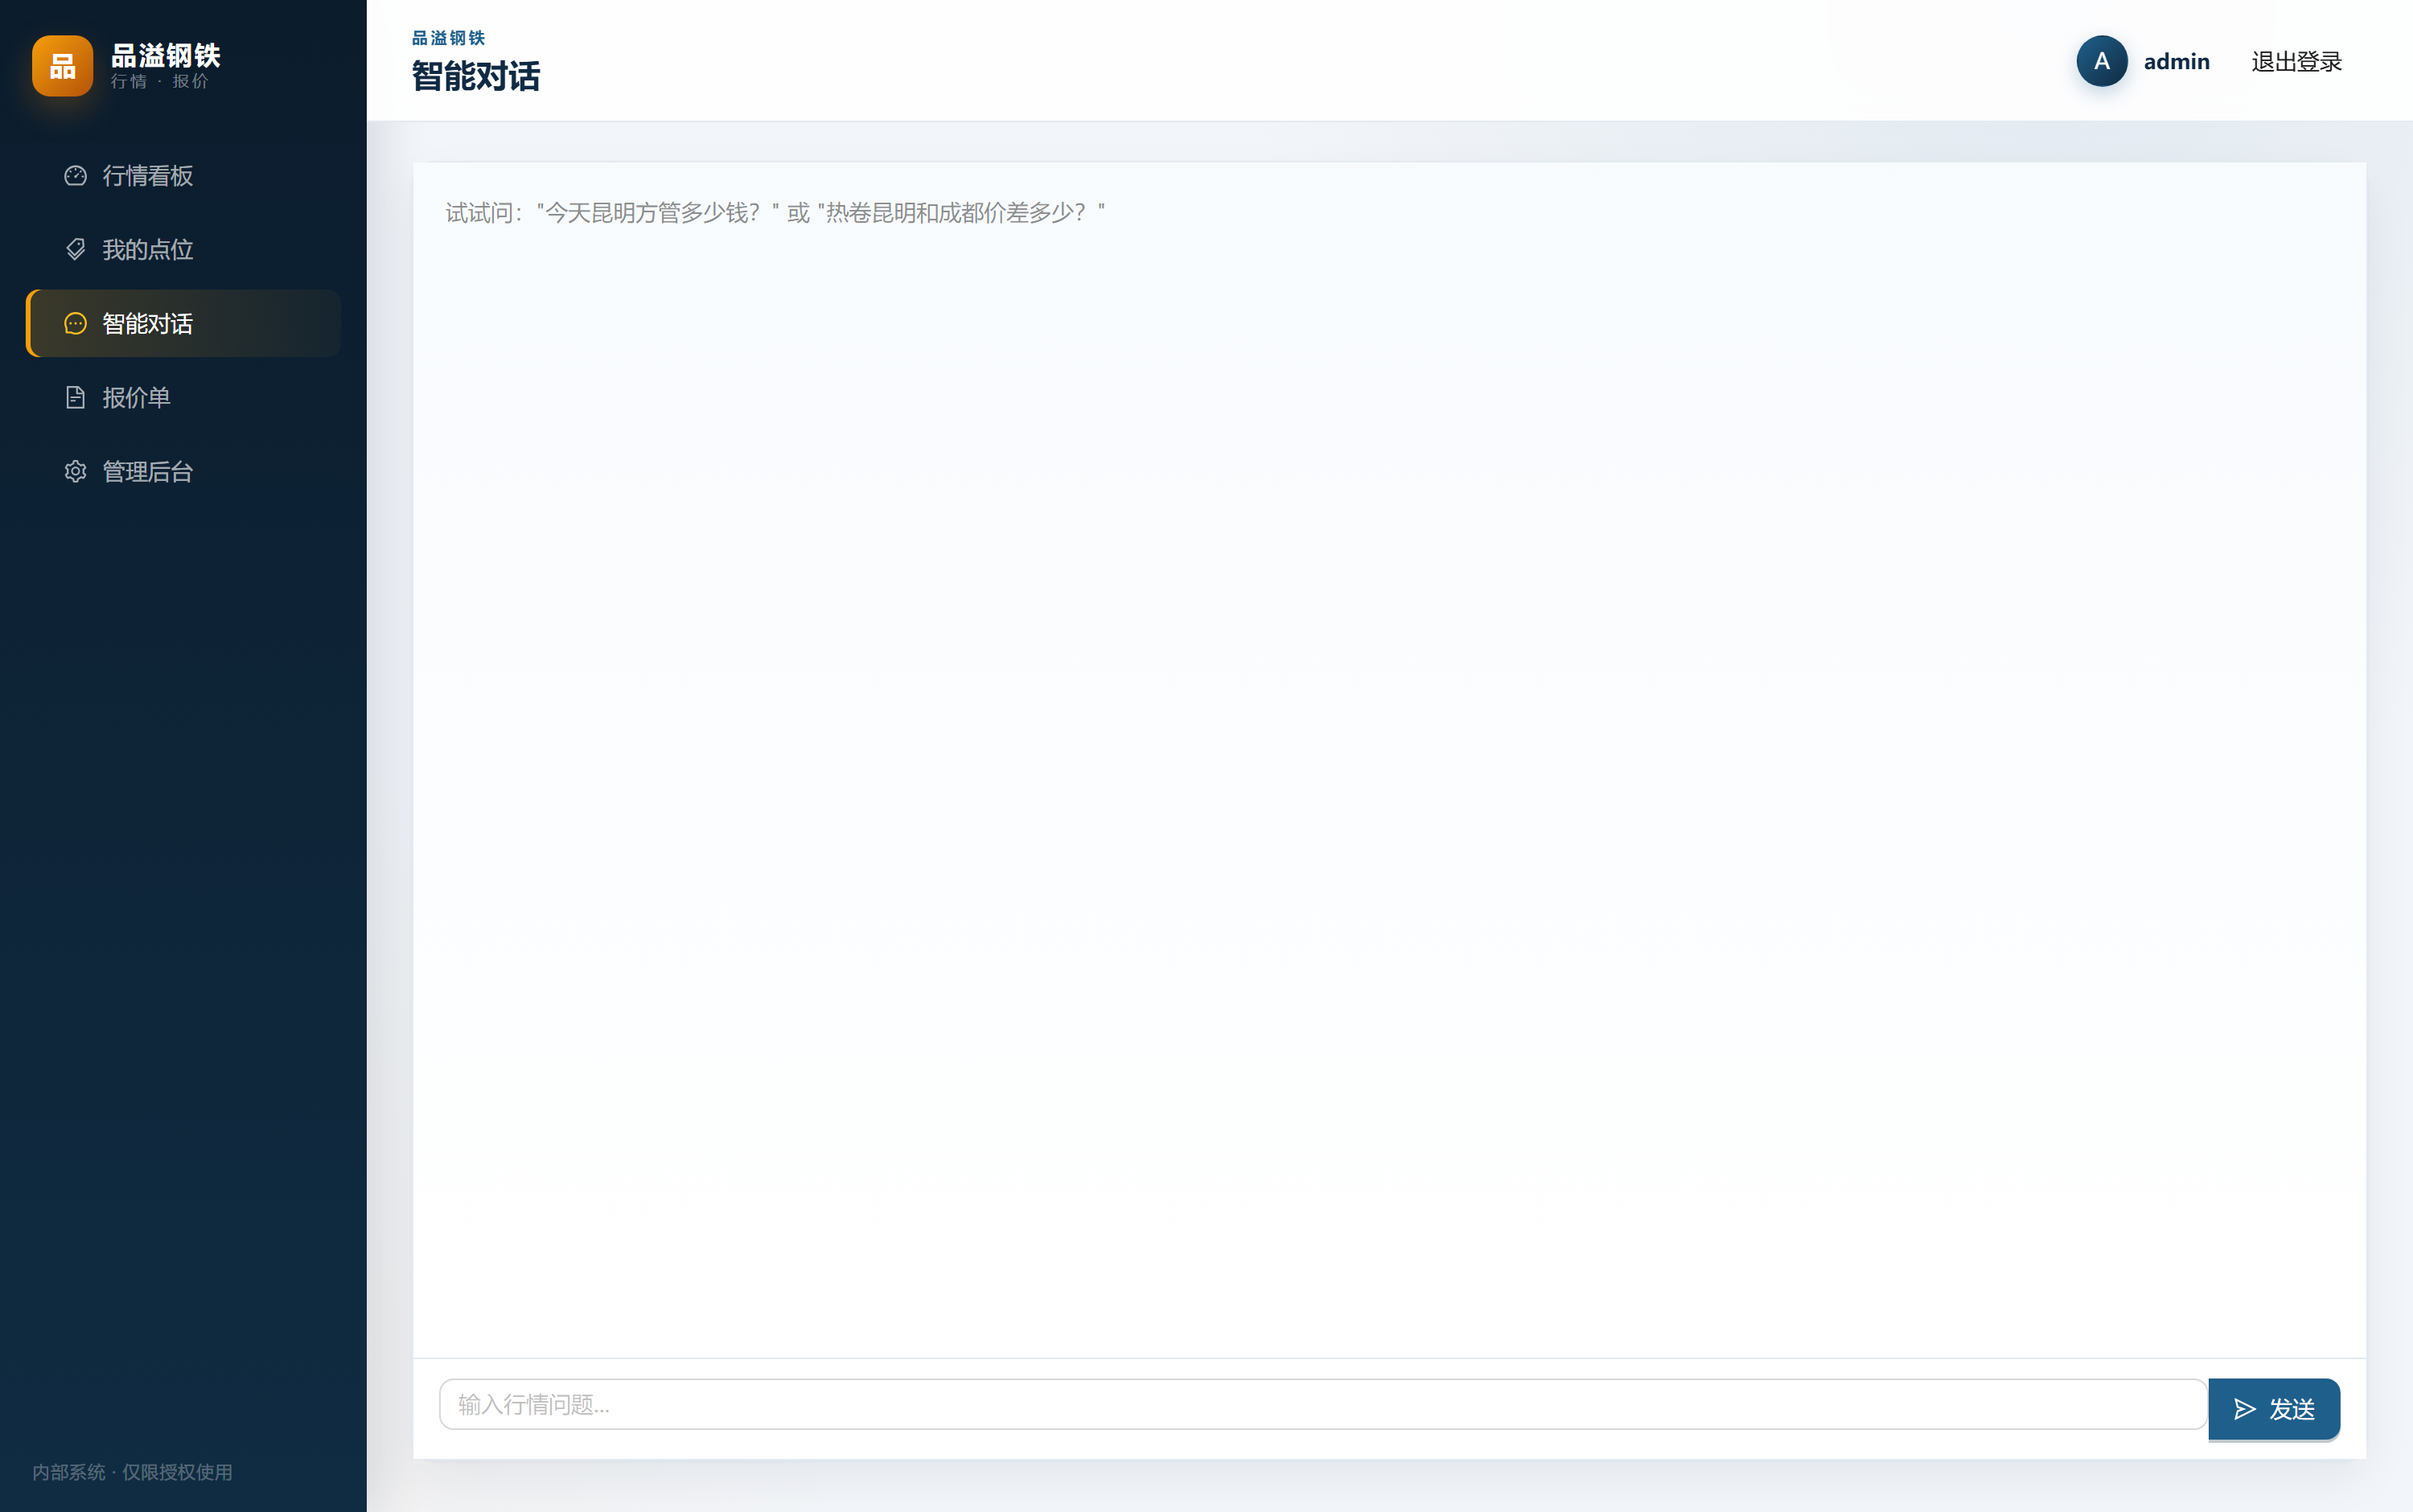 品
品溢钢铁
行情 · 报价
行情看板
我的点位
智能对话
报价单
管理后台
内部系统 · 仅限授权使用
品溢钢铁
智能对话
A
admin
退出登录
试试问："今天昆明方管多少钱？" 或 "热卷昆明和成都价差多少？"
输入行情问题...
发送